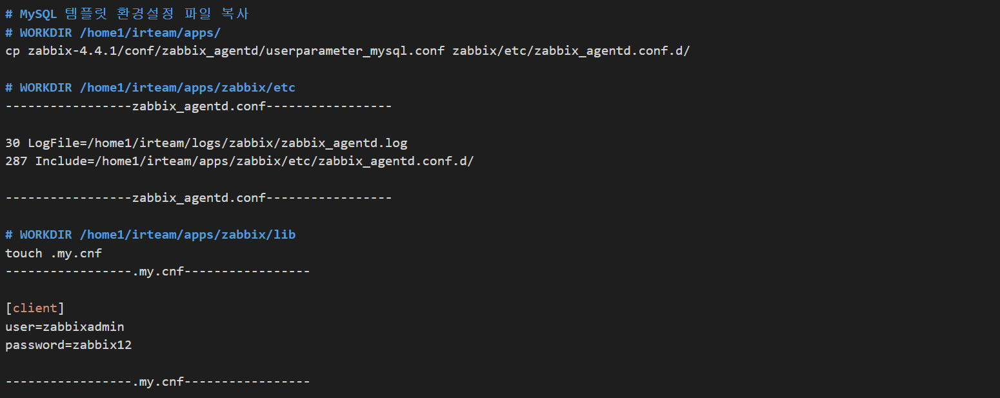 # MySQL 템플릿 환경설정 파일 복사
# WORKDIR /home1/irteam/apps/
cp zabbix-4.4.1/conf/zabbix_agentd/userparameter_mysql.conf zabbix/etc/zabbix_agentd.conf.d/
# WORKDIR /home1/irteam/apps/zabbix/etc
-----------------zabbix_agentd.conf-----------------
30 LogFile=/home1/irteam/logs/zabbix/zabbix_agentd.log
287 Include=/home1/irteam/apps/zabbix/etc/zabbix_agentd.conf.d/
-----------------zabbix_agentd.conf-----------------
# WORKDIR /home1/irteam/apps/zabbix/lib
touch .my.cnf
-----------------.my.cnf-----------------
[client]
user=zabbixadmin
password=zabbix12
-----------------.my.cnf-----------------